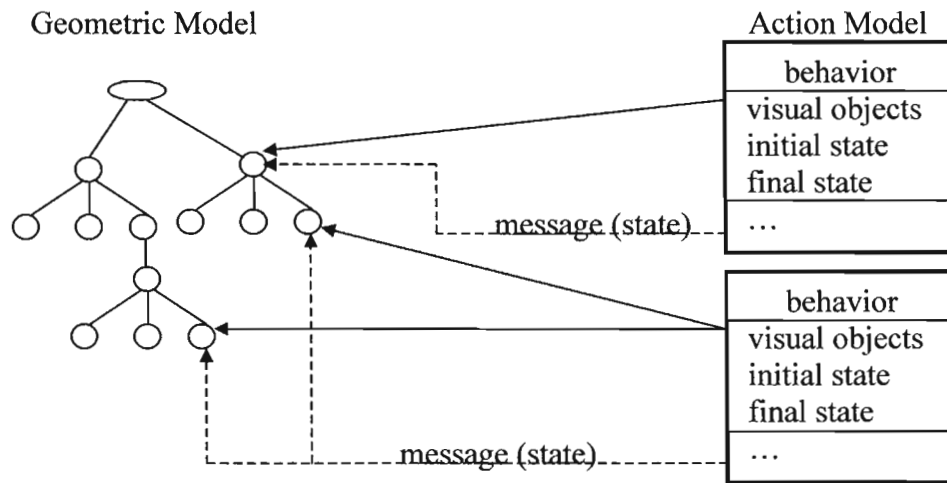 Geometric Model
Action Model
behavior
visual objects
initial state
final state
message (state)
...
behavior
visual objects
initial state
final state
message (state)
...